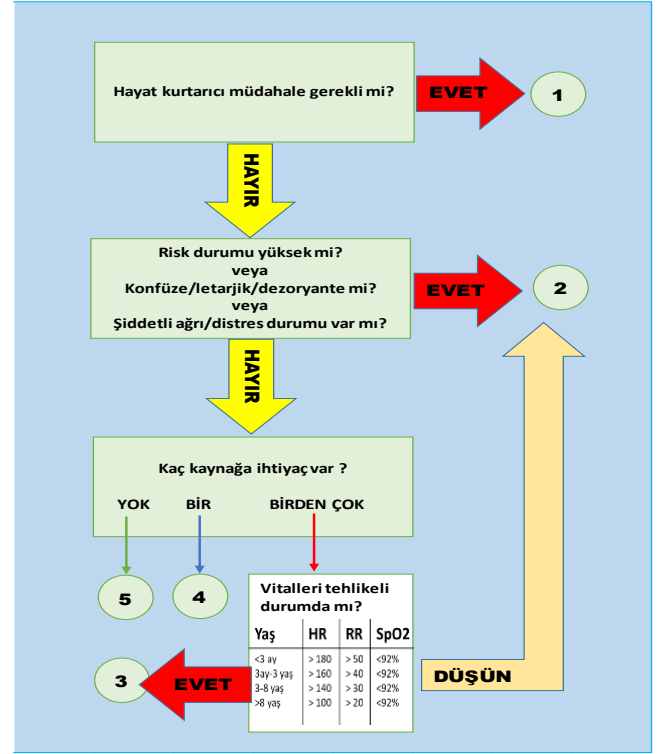 Hayat kurtarıcı müdahale gerekli mi?
EVET
1
HAYIR
Risk durumu yüksek mi?
veya
Konfüze/letarjik/dezoryante mi?
veya
Şiddetli ağrı/distres durumu var mı?
EVET
2
HAYIR
Kaç kaynağa ihtiyaç var ?
YOK BİR BİRDEN ÇOK
5
4
Vitalleri tehlikeli
durumda mı?
Yaş HR RR SpO2
<3 ay >180 >50 <92%
3ay-3 yaş >160 >40 <92%
3-8 yaş >140 >30 <92%
>8 yaş >100 >20 <92%
3
EVET
DÜŞÜN